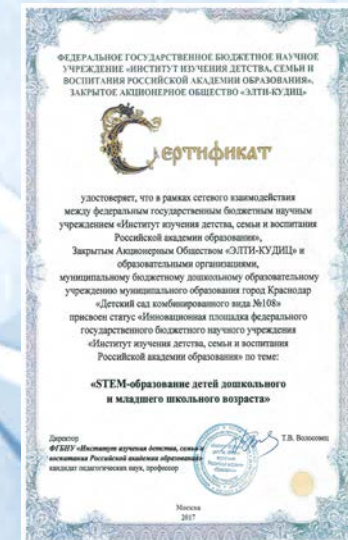 ФЕДЕРАЛЬНОЕ ГОСУДАРСТВЕННОЕ БЮДЖЕТНОЕ НАУЧНОЕ
УЧРЕЖДЕНИЕ «ИНСТИТУТ ИЗУЧЕНИЯ ДЕТСТВА, СЕМЬИ И
ВОСПИТАНИЯ РОССИЙСКОЙ АКАДЕМИИ ОБРАЗОВАНИЯ»,
ЗАКРЫТОЕ АКЦИОНЕРНОЕ ОБЩЕСТВО «ЭЛТИ-КУДИЦ»
Сертификат
удостоверяет, что в рамках сетевого взаимодействия
между федеральным государственным бюджетным научным
учреждением «Институт изучения детства, семьи и воспитания
Российской академии образования»,
Закрытым Акционерным Обществом «ЭЛТИ-КУДИЦ» и
образовательными организациями,
муниципальному бюджетному дошкольному образовательному
учреждению муниципального образования город Краснодар
«Детский сад комбинированного вида №108»
присвоен статус «Инновационная площадка федерального
государственного бюджетного научного учреждения
«Институт изучения детства, семьи и воспитания
Российской академии образования» по теме:
«STEM-образование детей дошкольного
и младшего школьного возраста»
Директор
ФГБНУ «Институт изучения детства, семьи и
воспитания Российской академии образования»
кандидат педагогических наук, профессор
Т.В. Волосовец
Москва
2017